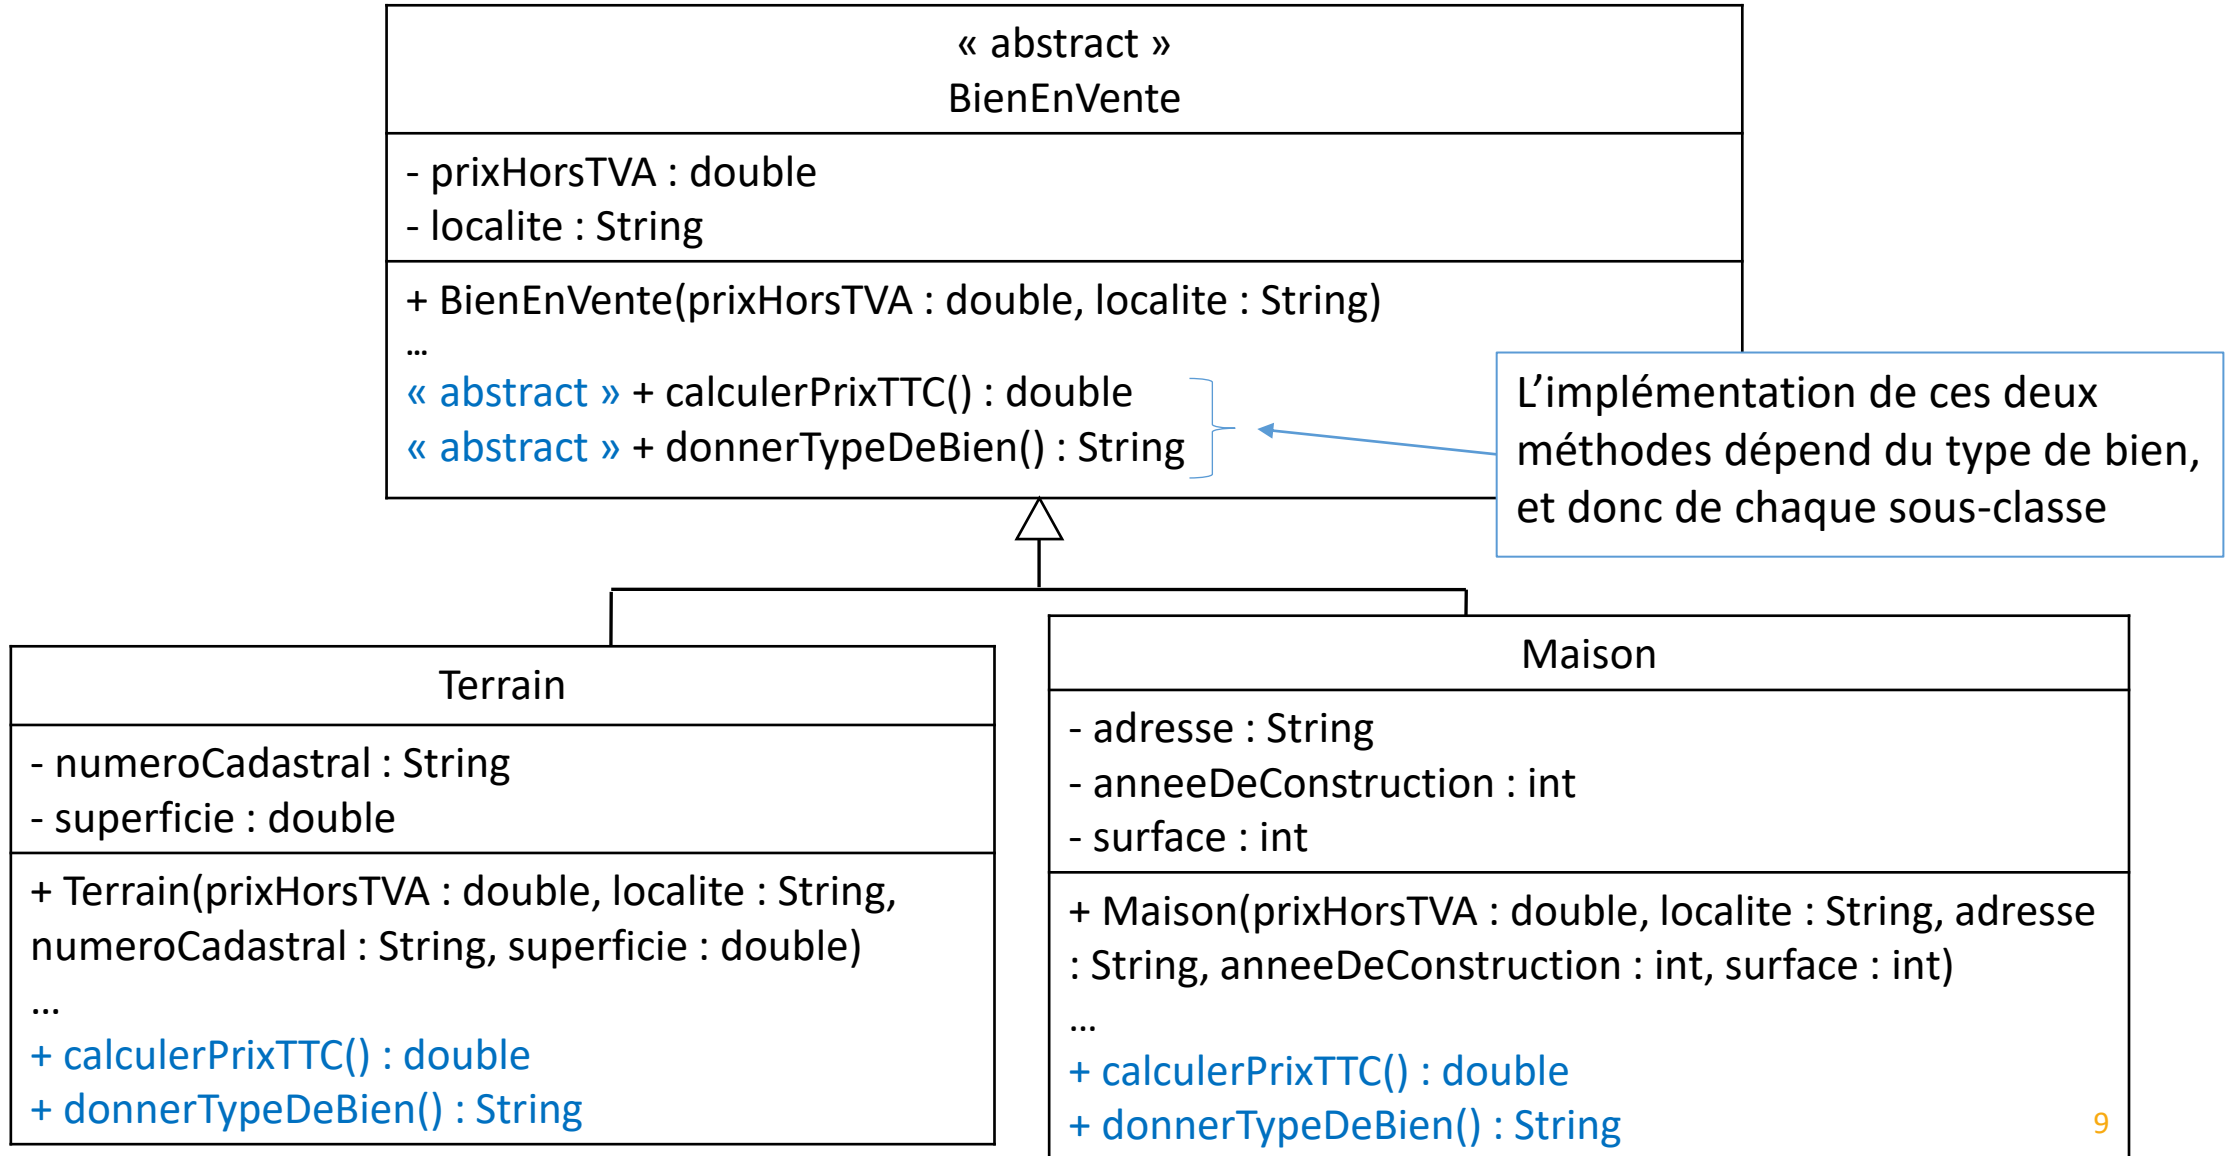 « abstract »
BienEnVente
- prixHorsTVA : double
- localite : String
+ BienEnVente(prixHorsTVA : double, localite : String)
…
« abstract » + calculerPrixTTC() : double
« abstract » + donnerTypeDeBien() : String
L’implémentation de ces deux
méthodes dépend du type de bien,
et donc de chaque sous-classe
Terrain
- numeroCadastral : String
- superficie : double
+ Terrain(prixHorsTVA : double, localite : String,
numeroCadastral : String, superficie : double)
…
+ calculerPrixTTC() : double
+ donnerTypeDeBien() : String
Maison
- adresse : String
- anneeDeConstruction : int
- surface : int
+ Maison(prixHorsTVA : double, localite : String, adresse
: String, anneeDeConstruction : int, surface : int)
…
+ calculerPrixTTC() : double
+ donnerTypeDeBien() : String
9